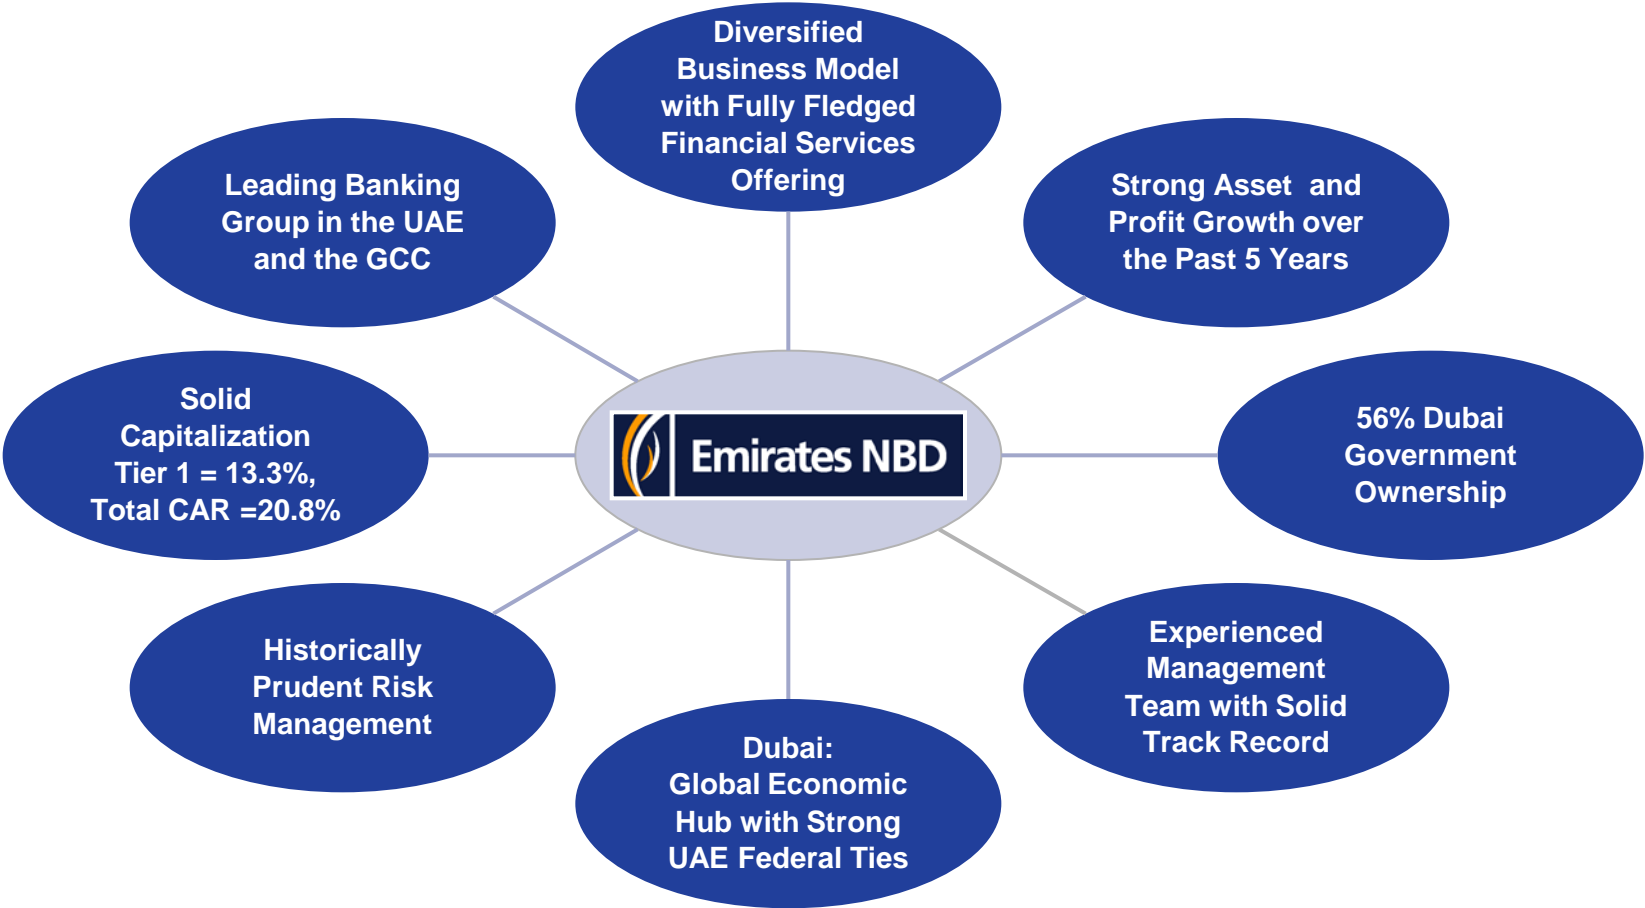 Diversified
Business Model
with Fully Fledged
Financial Services
Offering
Leading Banking
Group in the UAE
and the GCC
Strong Asset  and
Profit Growth over
the Past 5 Years
Solid
Capitalization
Tier 1 = 13.3%,
Total CAR =20.8%
Emirates NBD
56% Dubai
Government
Ownership
Historically
Prudent Risk
Management
Experienced
Management
Team with Solid
Track Record
Dubai:
Global Economic
Hub with Strong
UAE Federal Ties